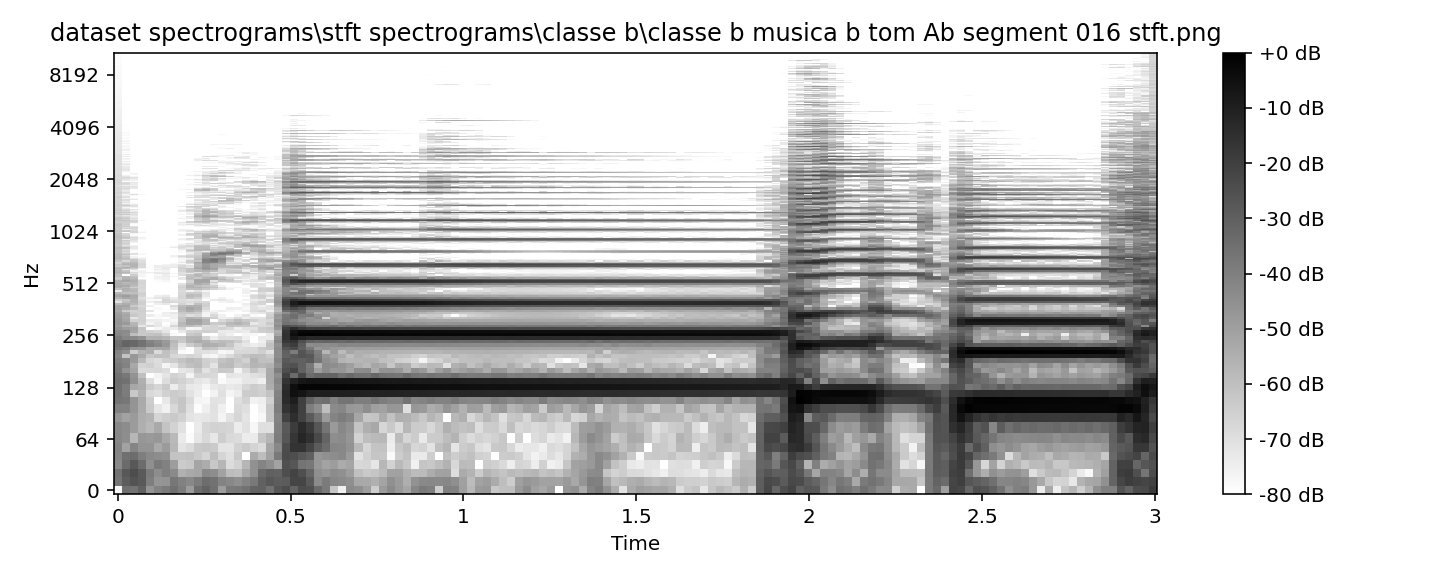 dataset spectrograms\stft spectrograms\classe b\classe b musica b tom Ab segment 016 stft.png
8192
4096
2048
1024
512
256
128
64
0
Hz
0
0.5
1
1.5
2
2.5
3
Time
+0 dB
-10 dB
-20 dB
-30 dB
-40 dB
-50 dB
-60 dB
-70 dB
-80 dB